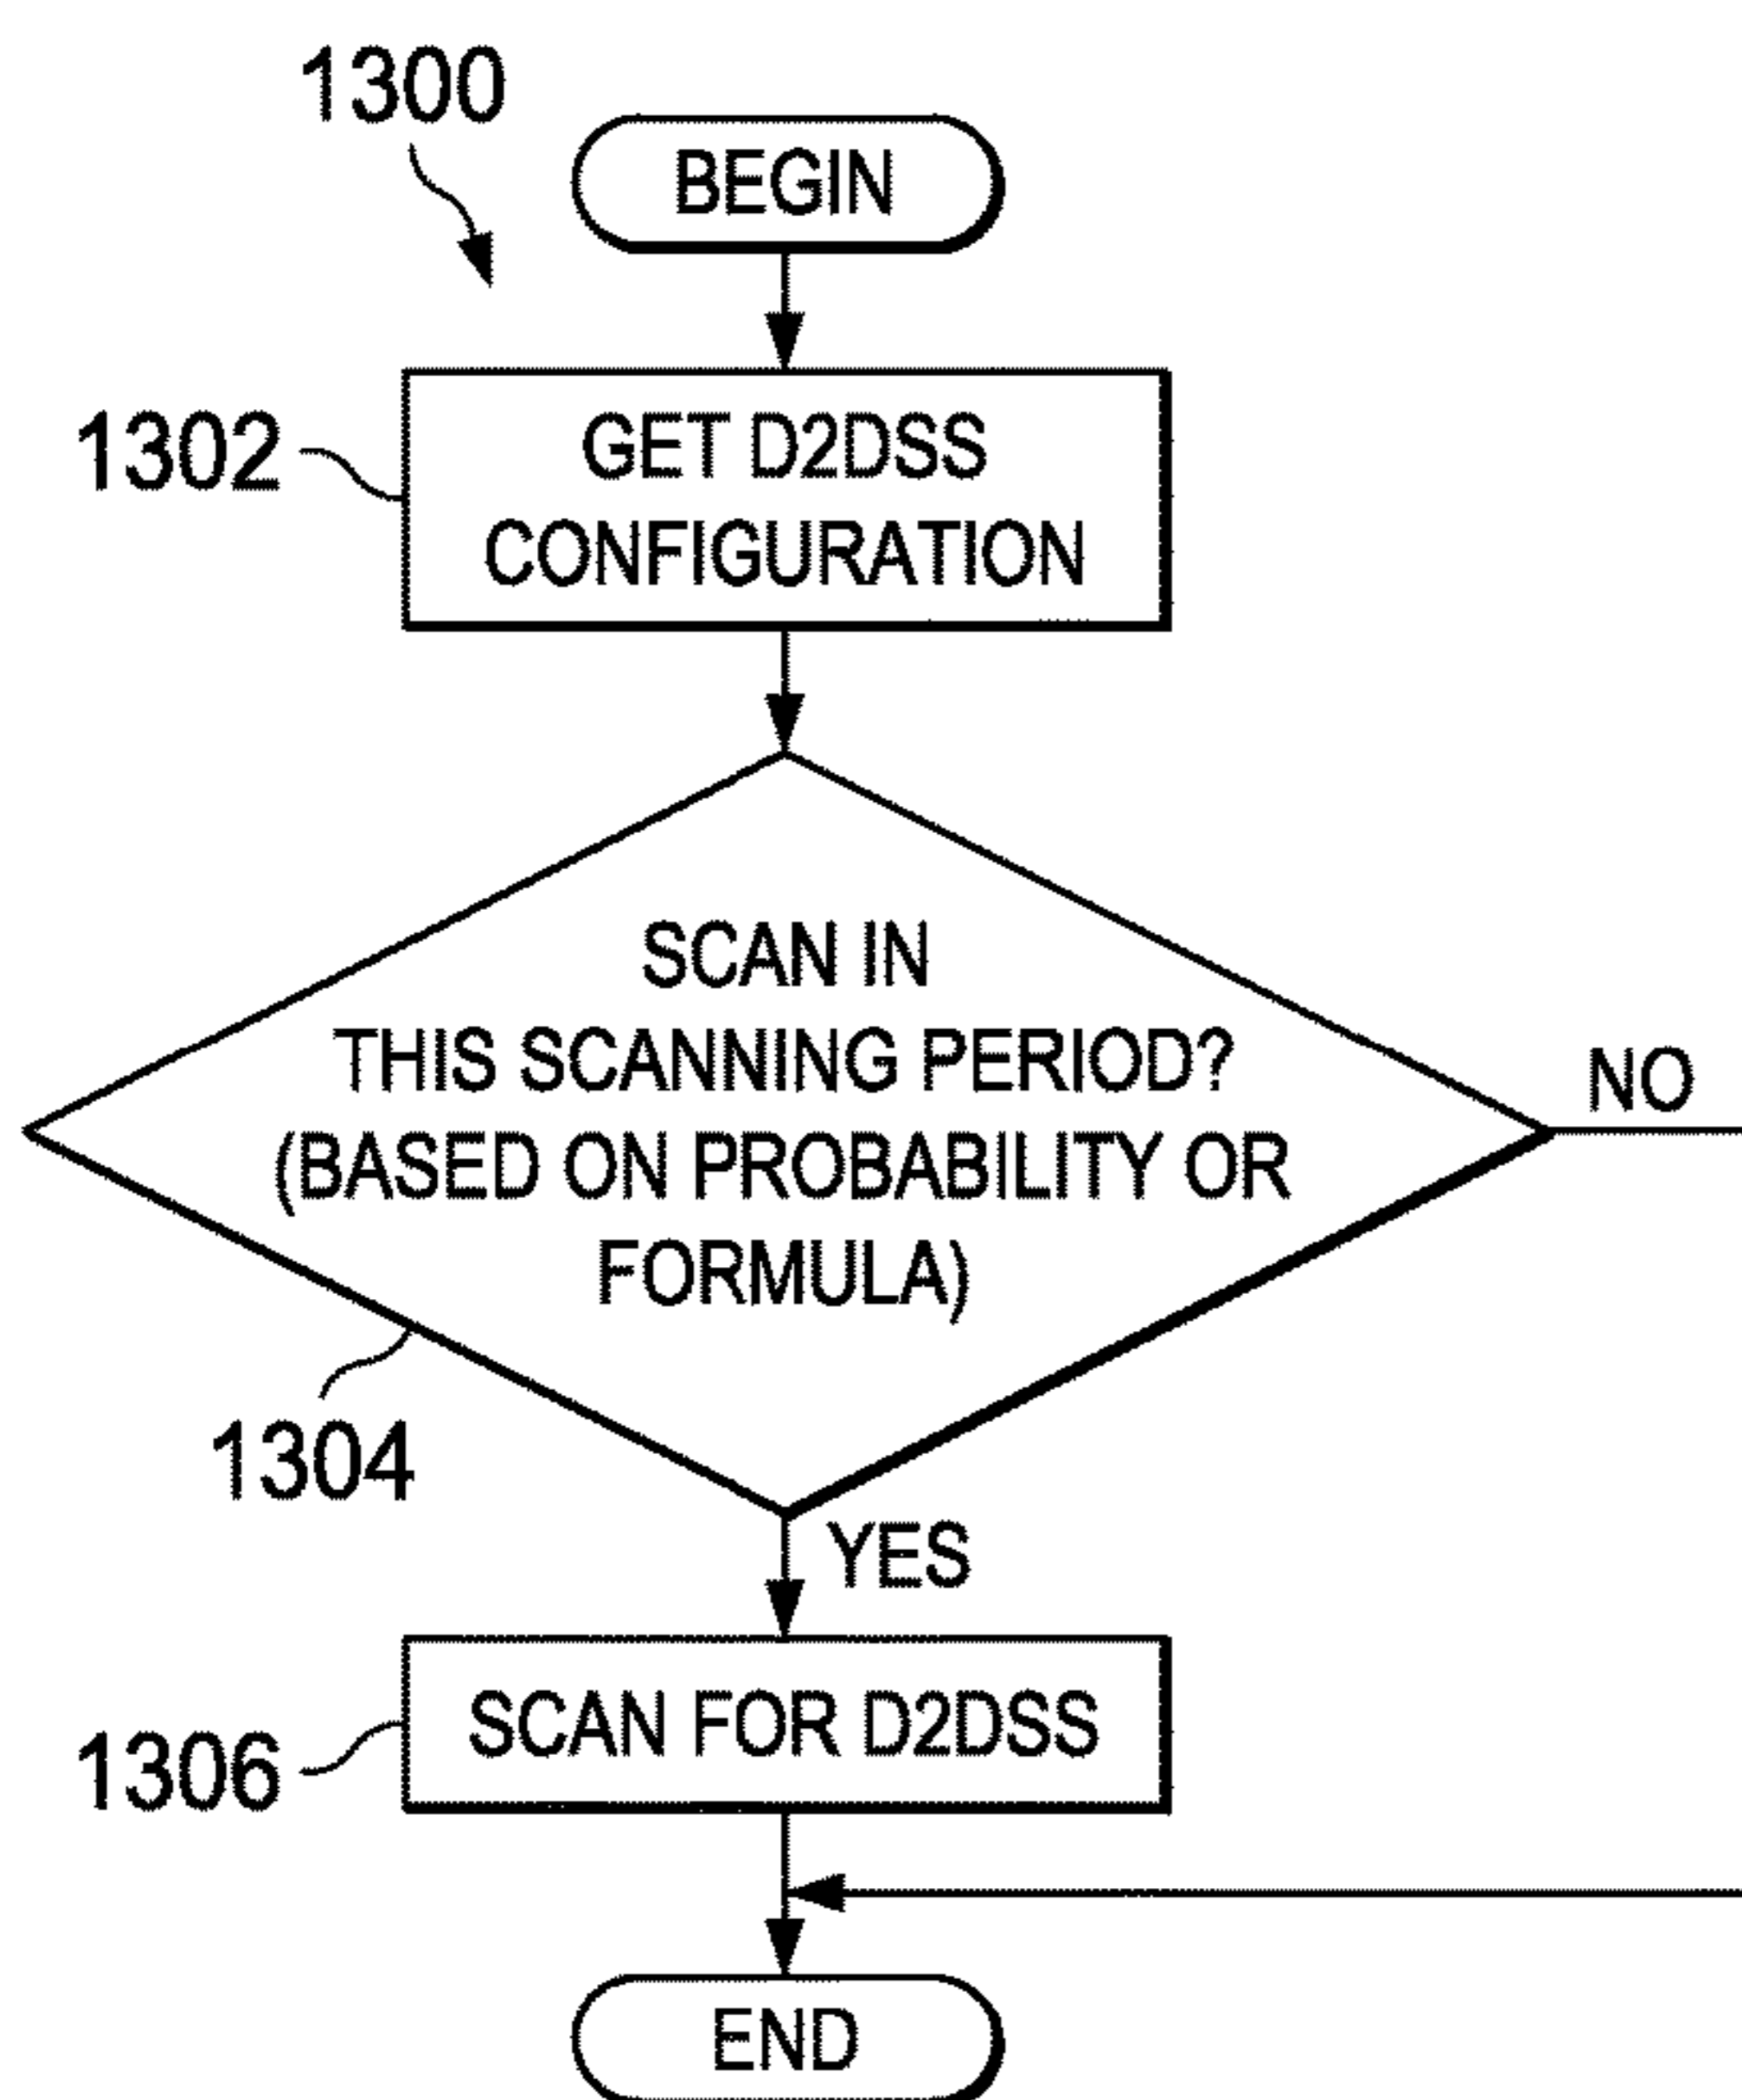 1300
BEGIN
1302
GET D2DSS
CONFIGURATION
SCAN IN
THIS SCANNING PERIOD?
(BASED ON PROBABILITY OR
FORMULA)
NO
1304
YES
1306
SCAN FOR D2DSS
END